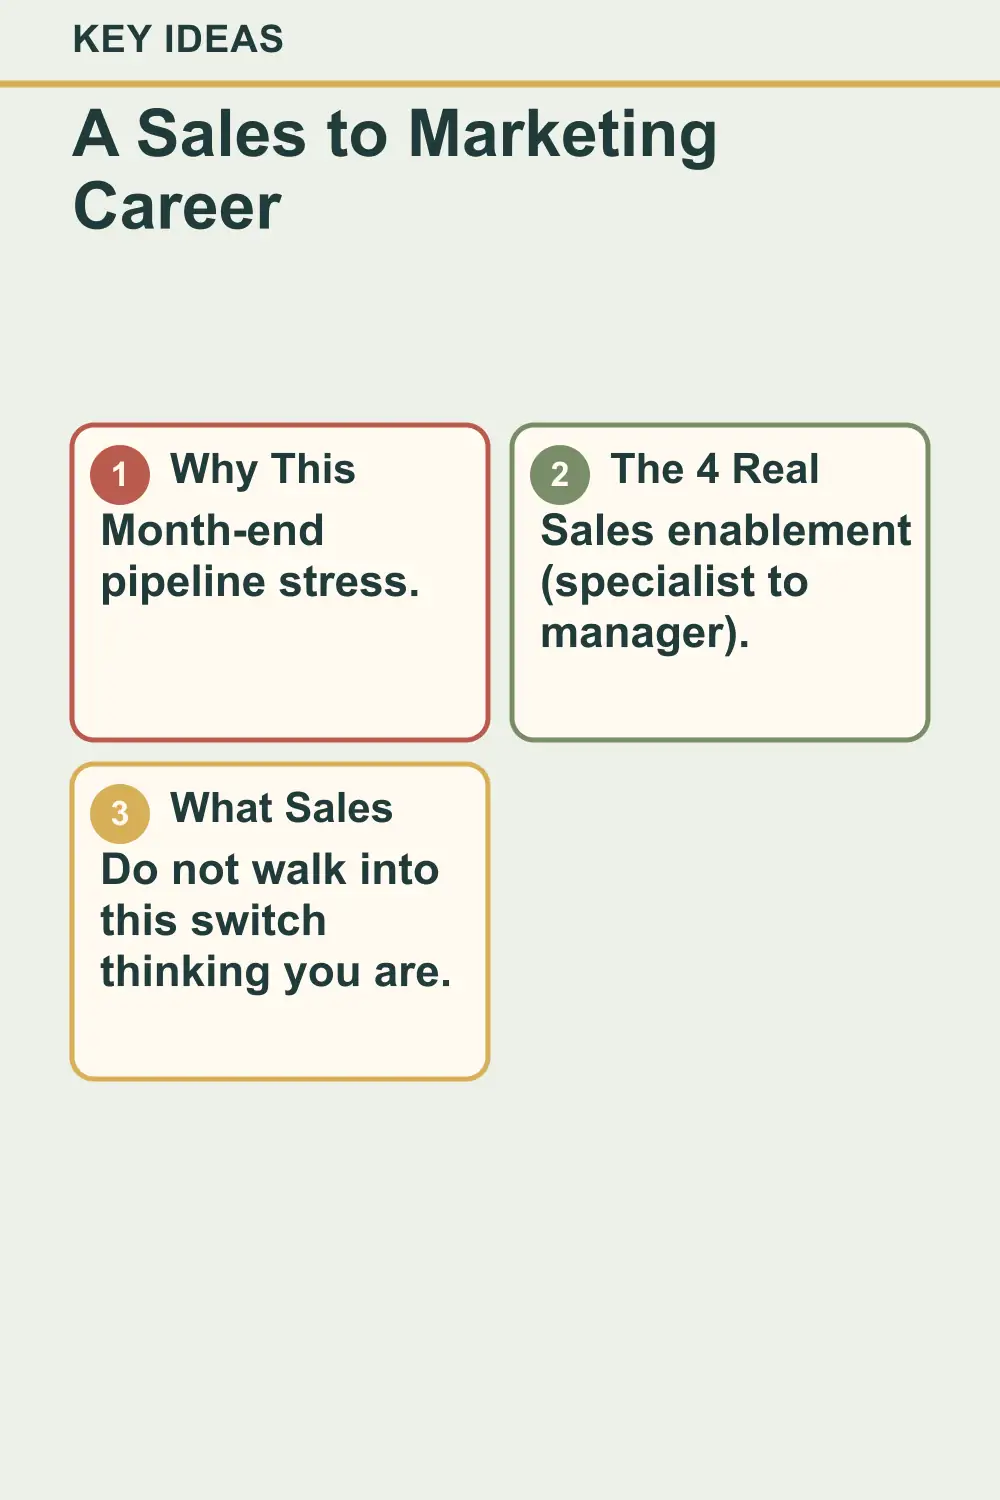 KEY IDEAS
A Sales to Marketing
Career
1 Why This
Month-end
pipeline stress.
2 The 4 Real
Sales enablement
(specialist to
manager).
3 What Sales
Do not walk into
this switch
thinking you are.